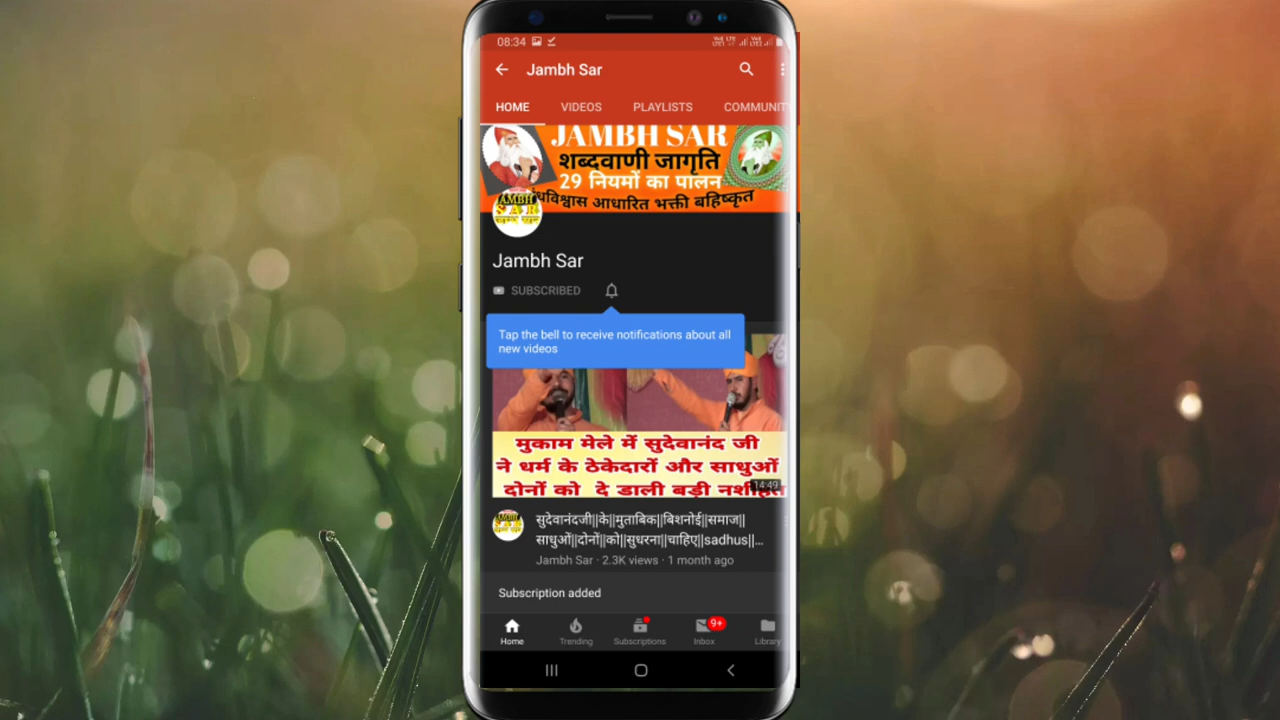 08:34
Jambh Sar
HOME VIDEOS PLAYLISTS COMMUNIT
JAMBH SAR
शब्दवाणी जागृति
29 नियमों का पालन
आधारित भक्ती बहिष्कृत
Jambh Sar
SUBSCRIBED
Tap the bell to receive notifications about all
new videos
मुकाम मेले में सुदेवानंद जी
ने धर्म के ठेकेदारों और साधुओं
दोनों को दे डाली बड़ी नशीहत
14:49
सुदेवानंदजी||के||मुताबिक||बिशनोई||समाज||
साधुओं||दोनों||को||सुधरना||चाहिए||sadhus||...
Jambh Sar · 2.3K views · 1 month ago
Subscription added
9+
Home Trending Subscriptions Inbox Library